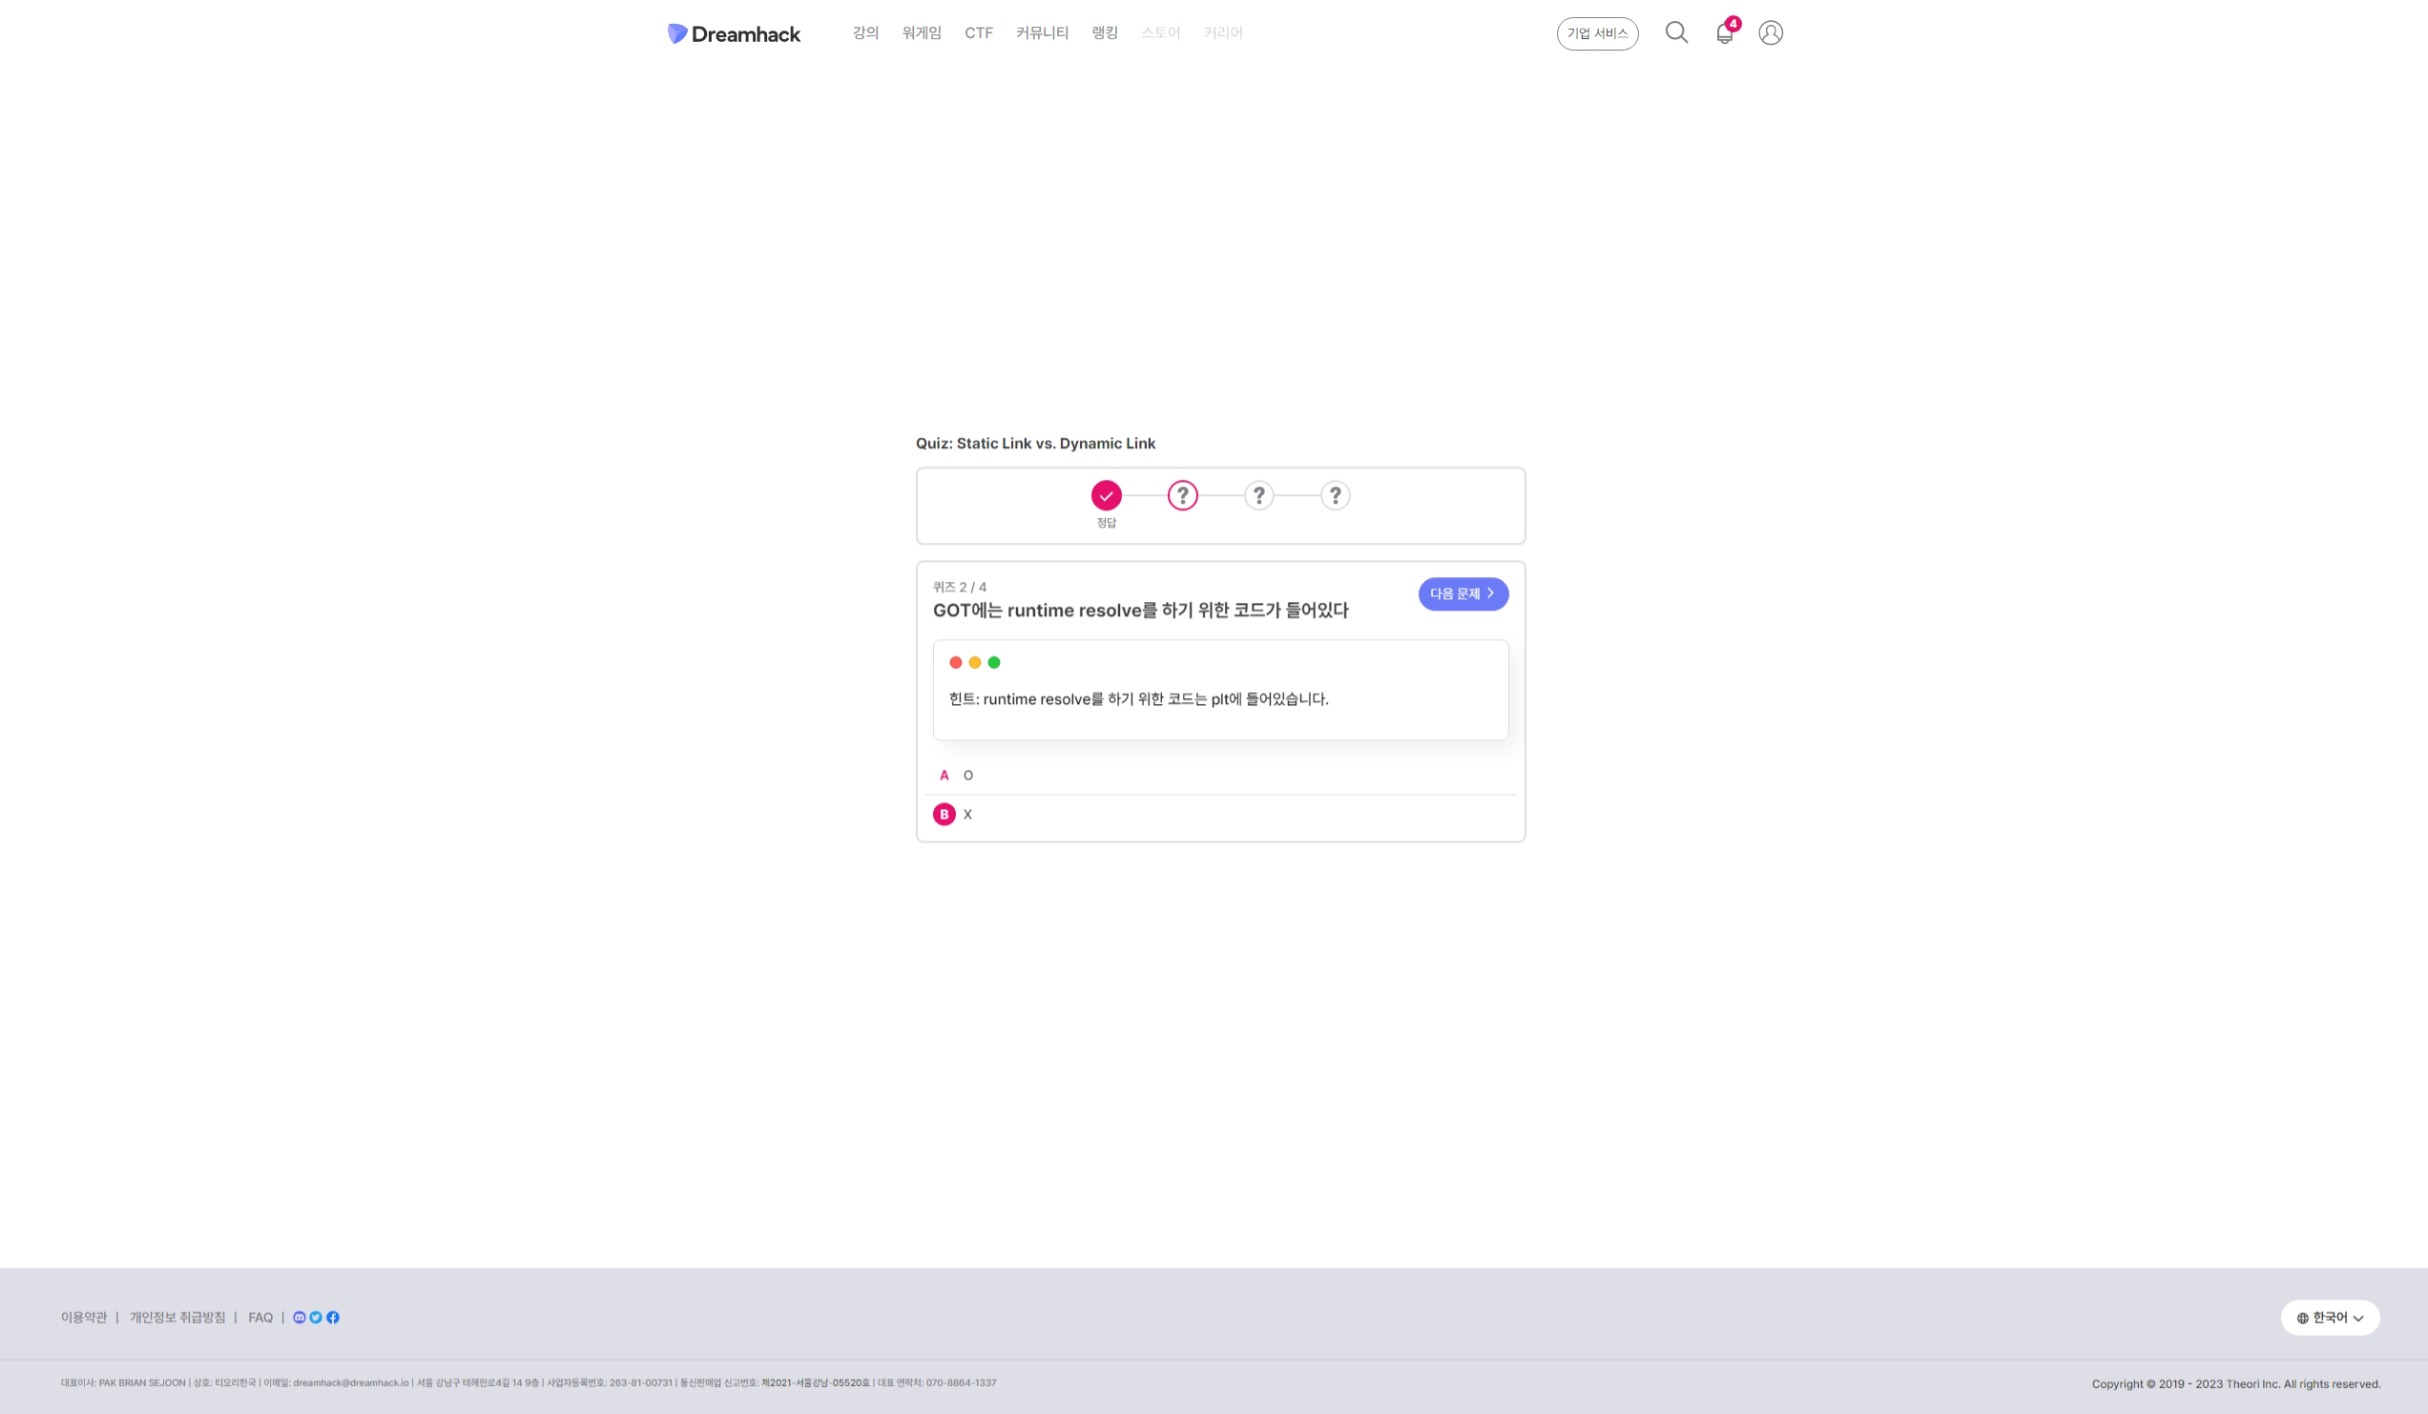 Dreamhack 강의 워게임 CTF 커뮤니티 랭킹 스토어 커리어 기업 서비스 4
Quiz: Static Link vs. Dynamic Link
? ? ?
정답
퀴즈 2 / 4
다음 문제
GOT에는 runtime resolve를 하기 위한 코드가 들어있다
힌트: runtime resolve를 하기 위한 코드는 plt에 들어있습니다.
A O
B X
이용약관 | 개인정보 취급방침 | FAQ |
한국어
대표이사: PAK BRIAN SEJOON | 상호: 티오리한국 | 이메일: dreamhack@dreamhack.io | 서울 강남구 테헤란로4길 14 9층 | 사업자등록번호: 263-81-00731 | 통신판매업 신고번호: 제2021-서울강남-05520호 | 대표 연락처: 070-8864-1337
Copyright © 2019 - 2023 Theori Inc. All rights reserved.